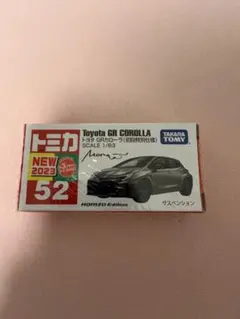 トミカ
Toyota GR COROLLA
トヨタ GRカローラ(初回特別仕様)
SCALE 1/63
TAKARA TOMY
NEW 2023
52
Morizo
MORIZO Edition
サスペンション